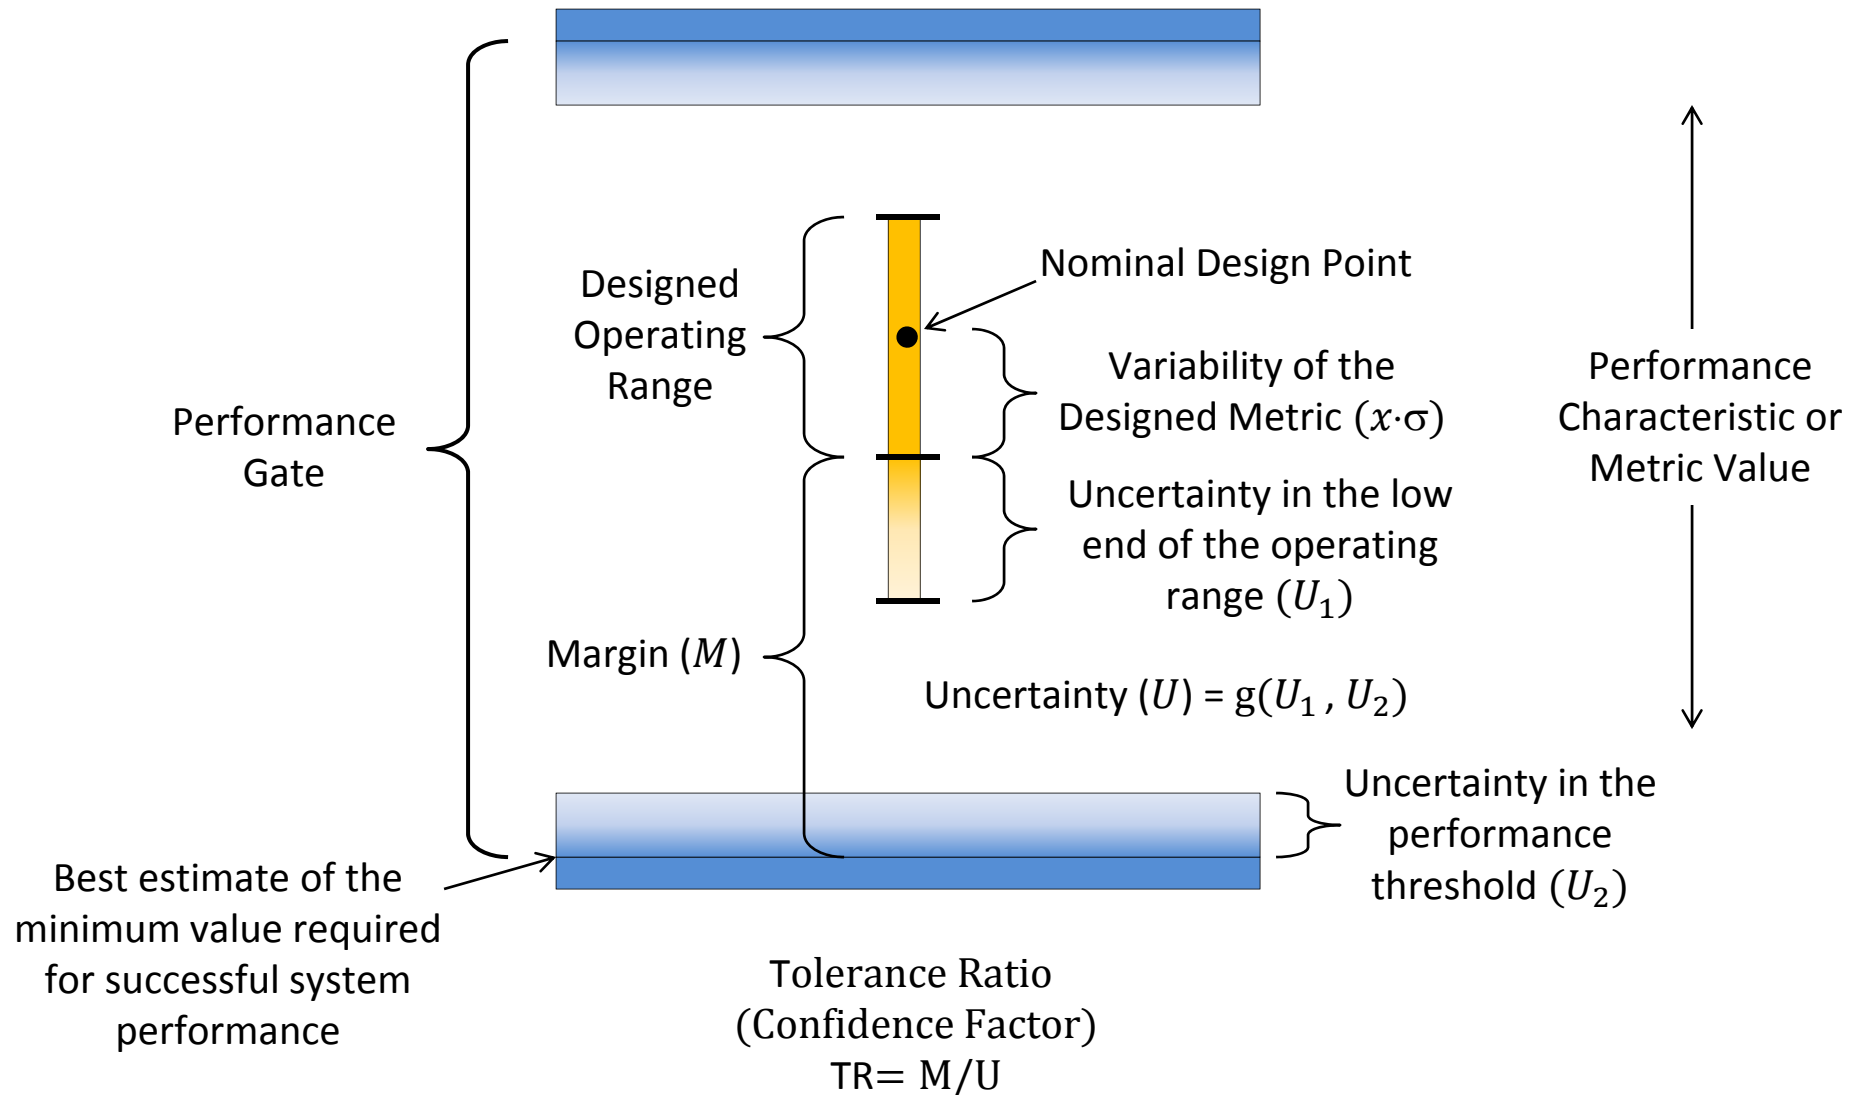 Nominal Design Point
Designed
Operating
Range
Variability of the
Designed Metric (x·σ)
Performance
Characteristic or
Metric Value
Performance
Gate
Uncertainty in the low
end of the operating
range (U₁)
Margin (M)
Uncertainty (U) = g(U₁ , U₂)
Uncertainty in the
performance
threshold (U₂)
Best estimate of the
minimum value required
for successful system
performance
Tolerance Ratio
(Confidence Factor)
TR= M/U